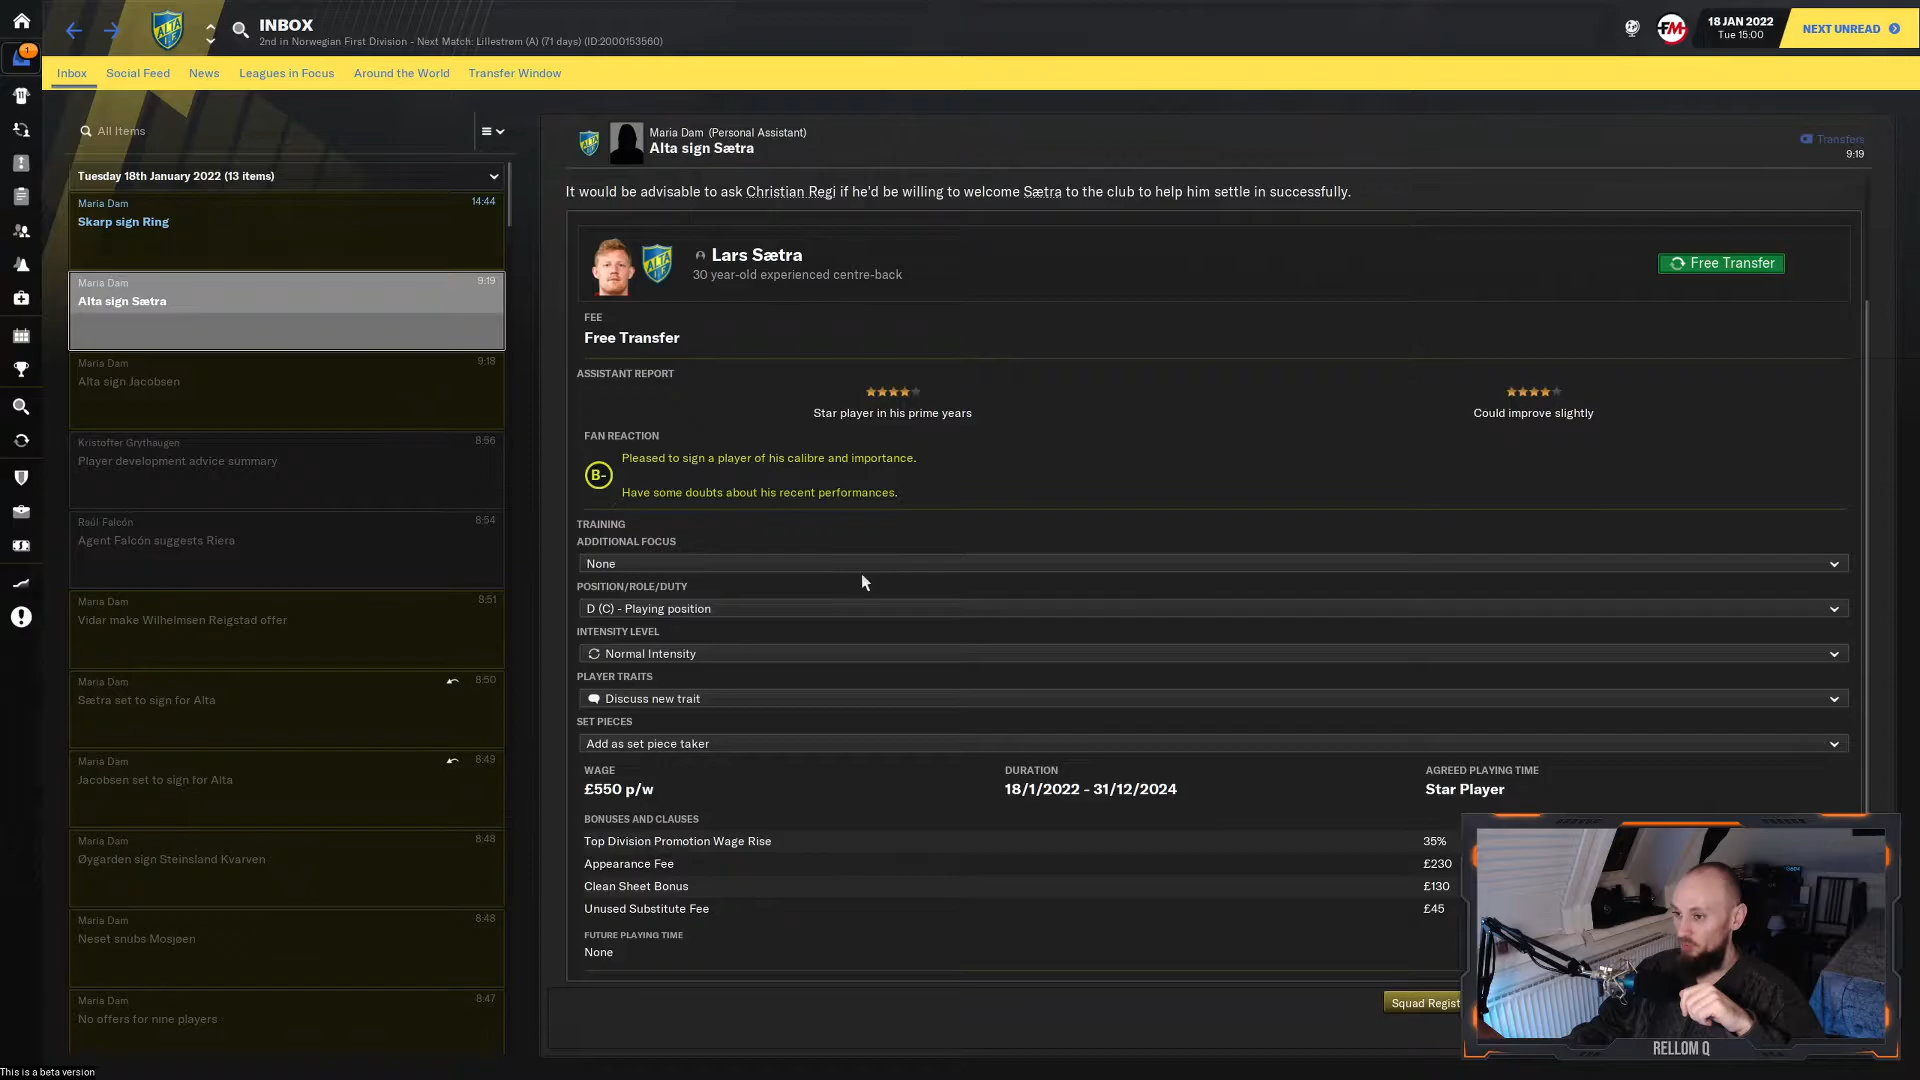 INBOX
2nd in Norwegian First Division - Next Match: Lillestrøm (A) (71 days) (ID:2000153560)
18 JAN 2022
Tue 15:00
NEXT UNREAD
1
Inbox
Social Feed
News
Leagues in Focus
Around the World
Transfer Window
All Items
Tuesday 18th January 2022 (13 items)
Maria Dam
14:44
Skarp sign Ring
Maria Dam
9:19
Alta sign Sætra
Maria Dam
9:18
Alta sign Jacobsen
Kristoffer Grythaugen
8:56
Player development advice summary
Raúl Falcón
8:54
Agent Falcón suggests Riera
Maria Dam
8:51
Vidar make Wilhelmsen Reigstad offer
Maria Dam
8:50
Sætra set to sign for Alta
Maria Dam
8:49
Jacobsen set to sign for Alta
Maria Dam
8:48
Øygarden sign Steinsland Kvarven
Maria Dam
8:48
Neset snubs Mosjøen
Maria Dam
8:47
No offers for nine players
Maria Dam (Personal Assistant)
Alta sign Sætra
Transfers
9:19
It would be advisable to ask Christian Regi if he'd be willing to welcome Sætra to the club to help him settle in successfully.
Lars Sætra
30 year-old experienced centre-back
Free Transfer
FEE
Free Transfer
ASSISTANT REPORT
Star player in his prime years
Could improve slightly
FAN REACTION
B-
Pleased to sign a player of his calibre and importance.
Have some doubts about his recent performances.
TRAINING
ADDITIONAL FOCUS
None
POSITION/ROLE/DUTY
D (C) - Playing position
INTENSITY LEVEL
Normal Intensity
PLAYER TRAITS
Discuss new trait
SET PIECES
Add as set piece taker
WAGE
£550 p/w
DURATION
18/1/2022 - 31/12/2024
AGREED PLAYING TIME
Star Player
BONUSES AND CLAUSES
Top Division Promotion Wage Rise
35%
Appearance Fee
£230
Clean Sheet Bonus
£130
Unused Substitute Fee
£45
FUTURE PLAYING TIME
None
Squad Regist
RELLOM Q
This is a beta version
ALTA
FM